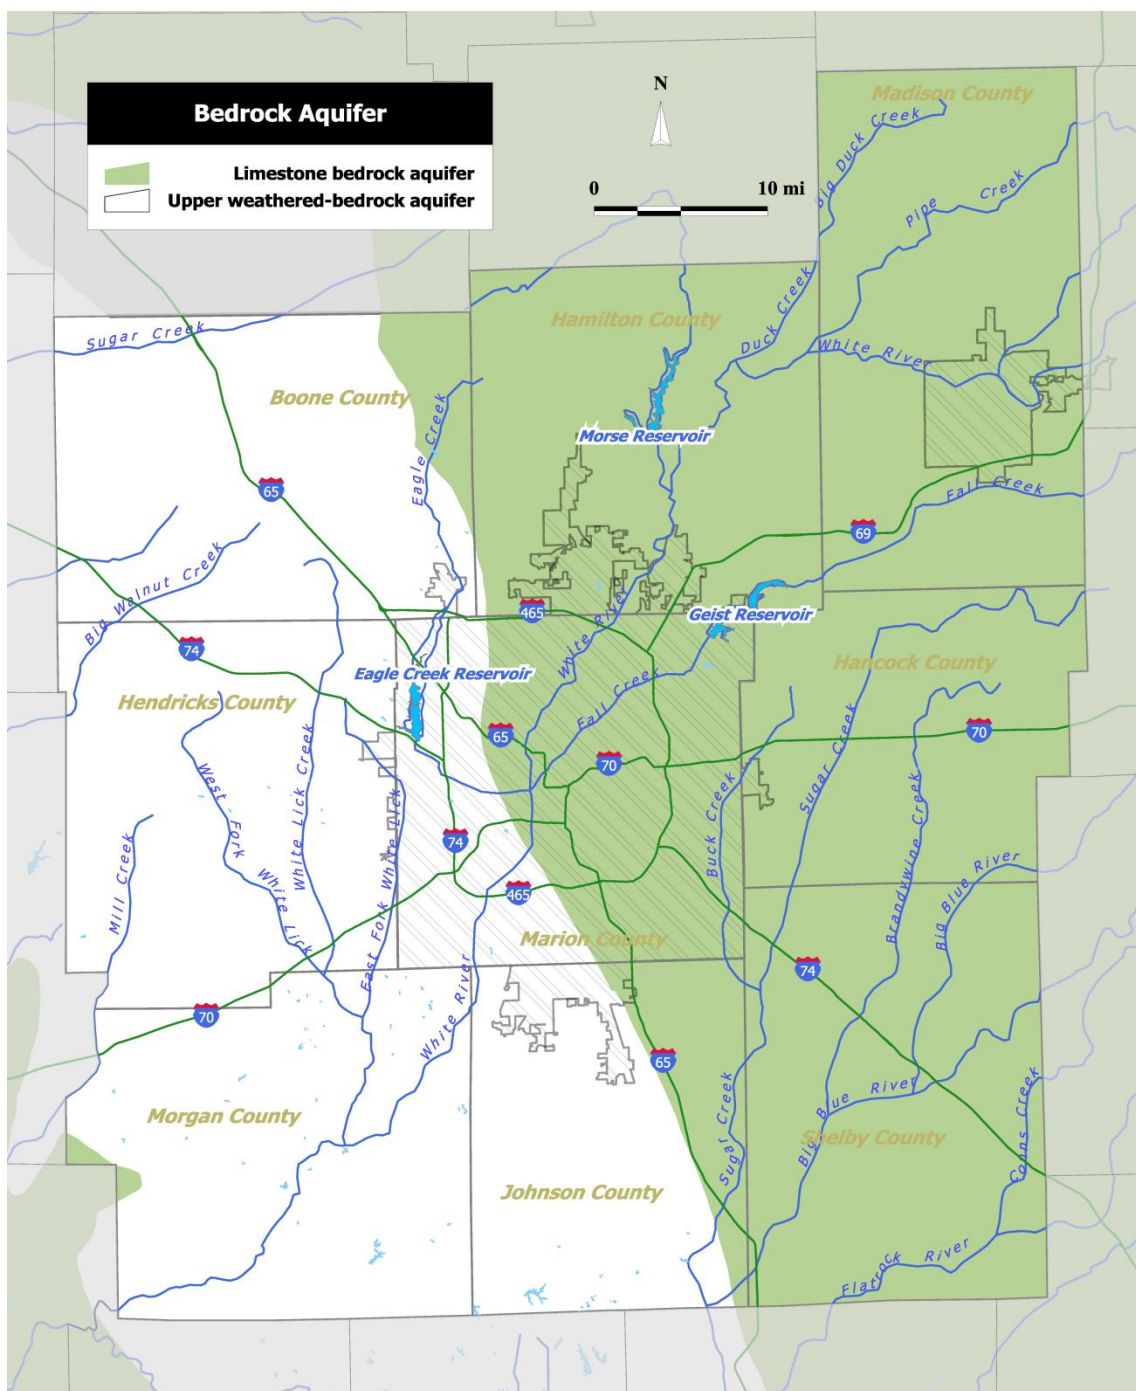 Bedrock Aquifer
Limestone bedrock aquifer
Upper weathered-bedrock aquifer
N
0 10 mi
Madison County
Big Duck Creek
Pipe Creek
Hamilton County
Duck Creek
White River
Sugar Creek
Boone County
Eagle Creek
Morse Reservoir
65
Fall Creek
69
Big Walnut Creek
465
Geist Reservoir
White River
74
Eagle Creek Reservoir
Hancock County
Hendricks County
Fall Creek
65
70
70
West Fork
White Lick
White Lick Creek
East Fork White Lick
Buck Creek
Sugar Creek
Brandywine Creek
Mill Creek
74
Big Blue River
465
Marion County
74
White River
70
65
Morgan County
Sugar Creek
Big Blue River
Shelby County
Conns Creek
Johnson County
Flatrock River